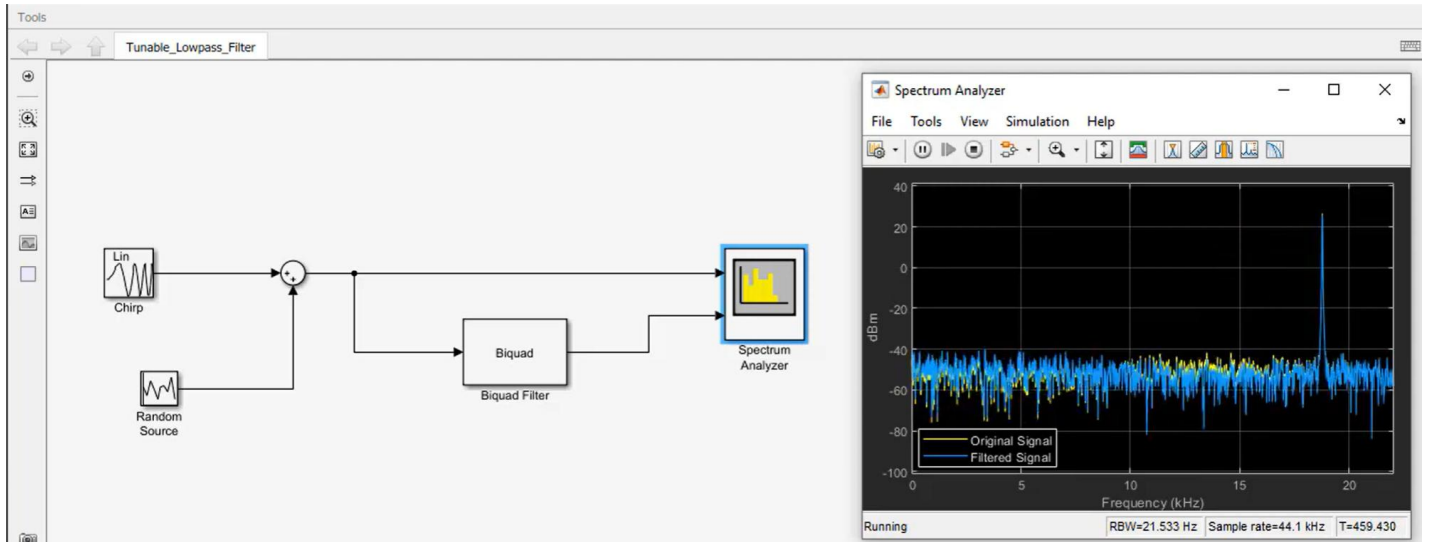 Tools
Tunable_Lowpass_Filter
Lin
Chirp
Random
Source
Biquad
Biquad Filter
Spectrum
Analyzer
Spectrum Analyzer
File Tools View Simulation Help
40
20
0
-20
-40
-60
-80
-100
dBm
Original Signal
Filtered Signal
0 5 10 15 20
Frequency (kHz)
Running RBW=21.533 Hz Sample rate=44.1 kHz T=459.430